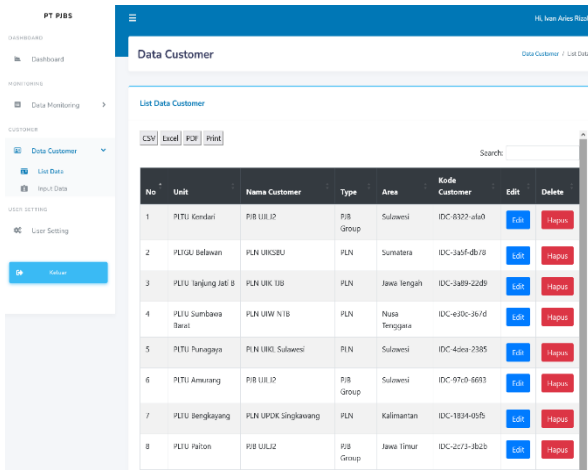 PT PJBS
Hi, Ivan Aries Rizal
DASHBOARD
Dashboard
MONITORING
Data Monitoring
CUSTOMER
Data Customer
List Data
Input Data
USER SETTING
User Setting
Keluar
Data Customer
Data Customer / List Data
List Data Customer
CSV Excel PDF Print
Search:
No Unit Nama Customer Type Area Kode Customer Edit Delete
1 PLTU Kendari PJB UJLJ2 PJB Group Sulawesi IDC-8322-afa0 Edit Hapus
2 PLTGU Belawan PLN UIKSBU PLN Sumatera IDC-3a5f-db78 Edit Hapus
3 PLTU Tanjung Jati B PLN UIK TJB PLN Jawa Tengah IDC-3a89-22d9 Edit Hapus
4 PLTU Sumbawa Barat PLN UIW NTB PLN Nusa Tenggara IDC-e30c-367d Edit Hapus
5 PLTU Punagaya PLN UIKL Sulawesi PLN Sulawesi IDC-4dea-2385 Edit Hapus
6 PLTU Amurang PJB UJLJ2 PJB Group Sulawesi IDC-97c0-6693 Edit Hapus
7 PLTU Bengkayang PLN UPDK Singkawang PLN Kalimantan IDC-1834-05f5 Edit Hapus
8 PLTU Paiton PJB UJLJ2 PJB Group Jawa Timur IDC-2c73-3b2b Edit Hapus